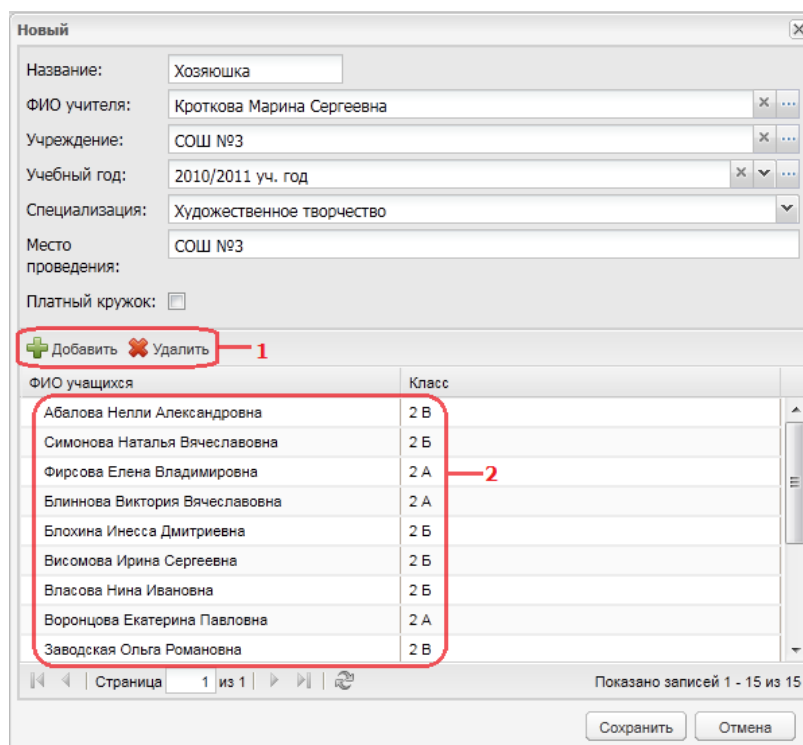 Новый
Название: Хозяюшка
ФИО учителя: Кроткова Марина Сергеевна
Учреждение: СОШ №3
Учебный год: 2010/2011 уч. год
Специализация: Художественное творчество
Место проведения: СОШ №3
Платный кружок:
Добавить Удалить 1
ФИО учащихся Класс
Абалова Нелли Александровна 2 В
Симонова Наталья Вячеславовна 2 Б
Фирсова Елена Владимировна 2 А 2
Блиннова Виктория Вячеславовна 2 А
Блохина Инесса Дмитриевна 2 Б
Висомова Ирина Сергеевна 2 Б
Власова Нина Ивановна 2 Б
Воронцова Екатерина Павловна 2 А
Заводская Ольга Романовна 2 В
Страница 1 из 1 Показано записей 1 - 15 из 15
Сохранить Отмена